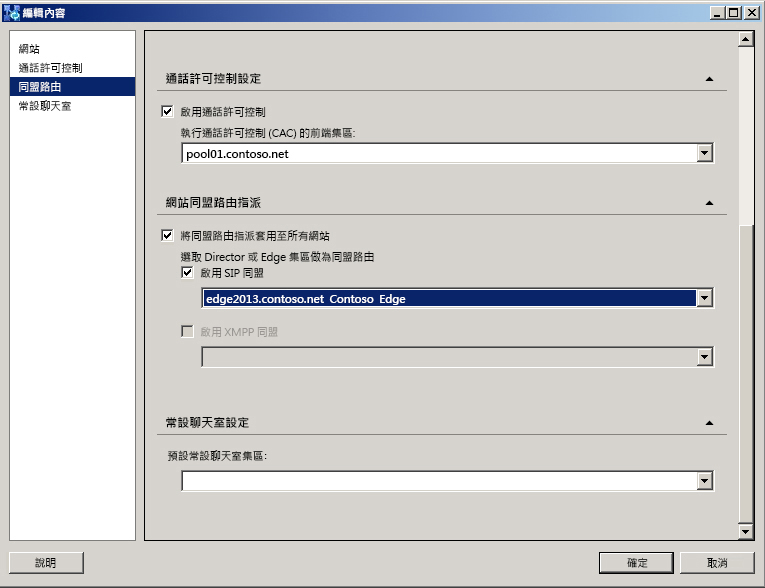 編輯內容
網站
通話許可控制
同盟路由
常設聊天室
通話許可控制設定
啟用通話許可控制
執行通話許可控制 (CAC) 的前端集區:
pool01.contoso.net
網站同盟路由指派
將同盟路由指派套用至所有網站
選取 Director 或 Edge 集區做為同盟路由
啟用 SIP 同盟
edge2013.contoso.net Contoso Edge
啟用 XMPP 同盟
常設聊天室設定
預設常設聊天室集區:
說明
確定
取消